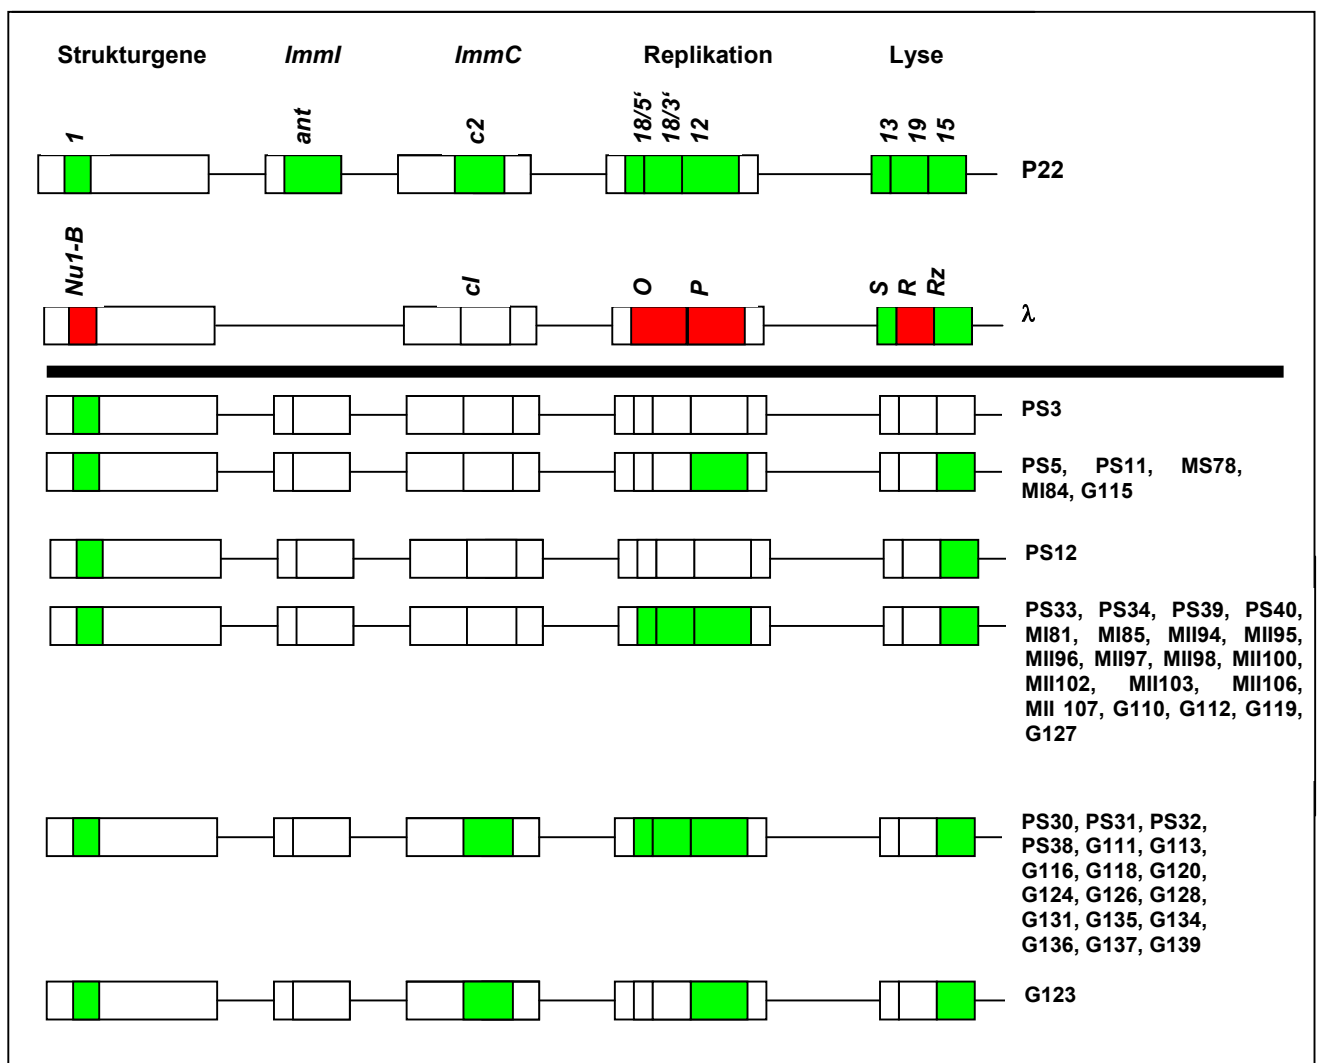 Strukturgene ImmI ImmC Replikation Lyse
1 ant c2 18/5‘ 18/3‘ 12 13 19 15
P22
Nu1-B cI O P S R Rz
λ
PS3
PS5, PS11, MS78,
MI84, G115
PS12
PS33, PS34, PS39, PS40,
MI81, MI85, MII94, MII95,
MII96, MII97, MII98, MII100,
MII102, MII103, MII106,
MII 107, G110, G112, G119,
G127
PS30, PS31, PS32,
PS38, G111, G113,
G116, G118, G120,
G124, G126, G128,
G131, G135, G134,
G136, G137, G139
G123